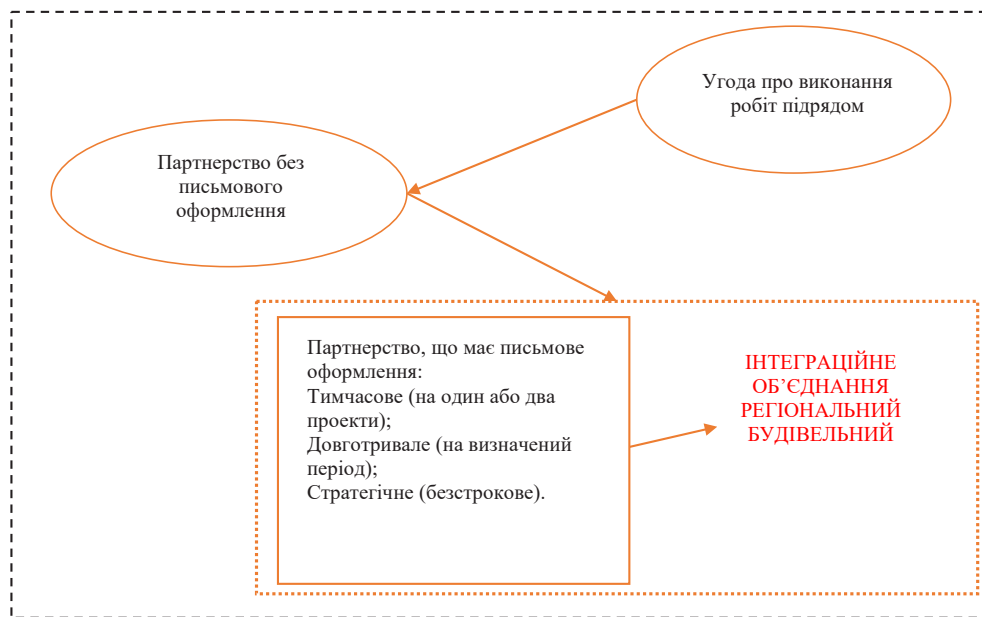 Угода про виконання
робіт підрядом
Партнерство без
письмового
оформлення
Партнерство, що має письмове
оформлення:
Тимчасове (на один або два
проекти);
Довготривале (на визначений
період);
Стратегічне (безстрокове).
ІНТЕГРАЦІЙНЕ
ОБ’ЄДНАННЯ
РЕГІОНАЛЬНИЙ
БУДІВЕЛЬНИЙ